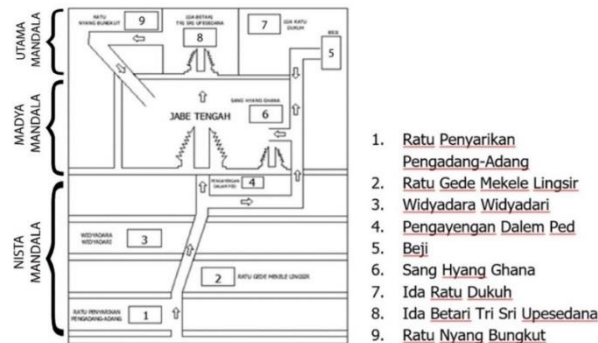 UTAMA
MANDALA
MADYA
MANDALA
NISTA
MANDALA
RATU
NYANG BUNGKUT
9
IDA BETARI
TRI SRI UPESEDANA
8
7
IDA RATU
DUKUH
BEJI
5
SANG HYANG GHANA
6
JABE TENGAH
PENGAYENGAN
DALAM PED
4
WIDYADARA
WIDYADARI
3
2
RATU GEDE MEKELE LINGSIR
RATU PENYARIKAN
PENGADANG-ADANG
1
1. Ratu Penyarikan
Pengadang-Adang
2. Ratu Gede Mekele Lingsir
3. Widyadara Widyadari
4. Pengayengan Dalem Ped
5. Beji
6. Sang Hyang Ghana
7. Ida Ratu Dukuh
8. Ida Betari Tri Sri Upesedana
9. Ratu Nyang Bungkut